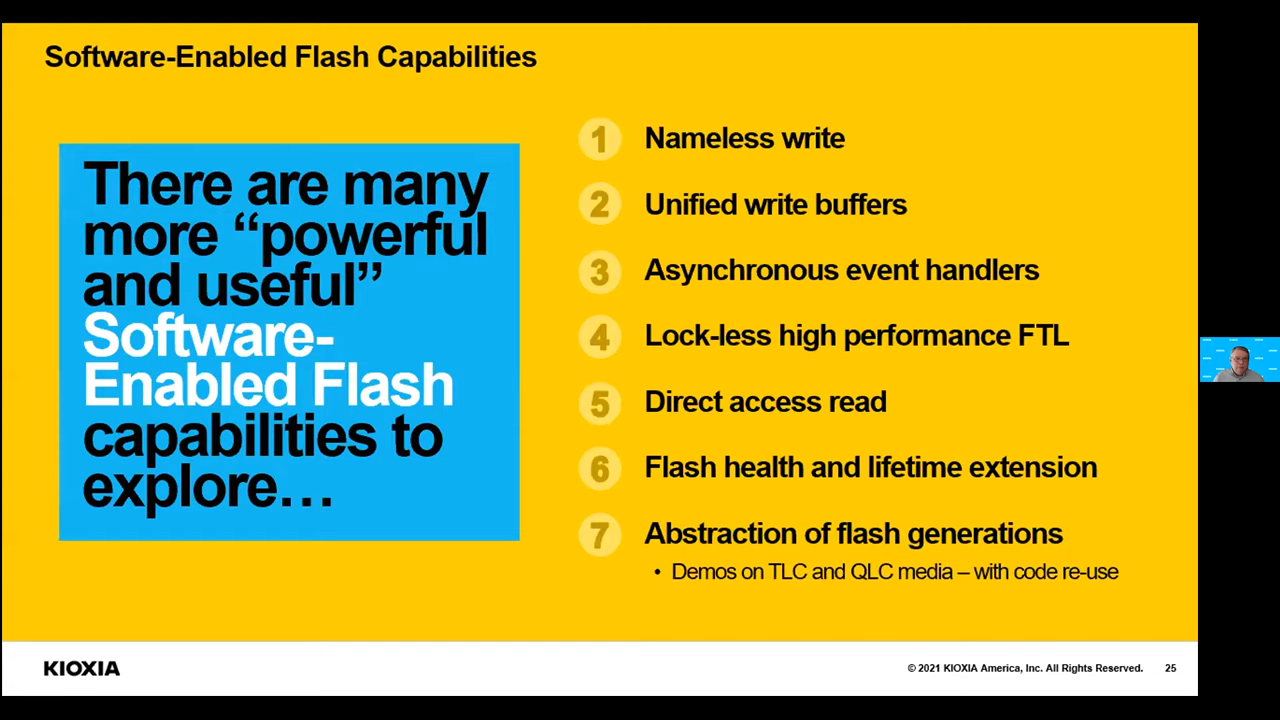 Software-Enabled Flash Capabilities
There are many
more “powerful
and useful”
Software-
Enabled Flash
capabilities to
explore…
1 Nameless write
2 Unified write buffers
3 Asynchronous event handlers
4 Lock-less high performance FTL
5 Direct access read
6 Flash health and lifetime extension
7 Abstraction of flash generations
• Demos on TLC and QLC media – with code re-use
KIOXIA
© 2021 KIOXIA America, Inc. All Rights Reserved. 25